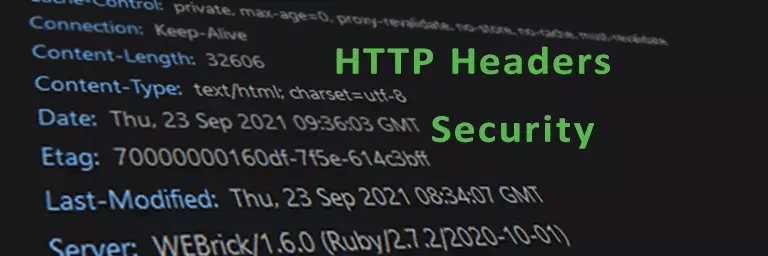 Cache-Control: private, max-age=0, proxy-revalidate, no-store, no-cache, must-revalidate
Connection: Keep-Alive
Content-Length: 32606
HTTP Headers
Content-Type: text/html; charset=utf-8
Date: Thu, 23 Sep 2021 09:36:03 GMT
Security
Etag: 70000000160df-7f5e-614c3bff
Last-Modified: Thu, 23 Sep 2021 08:34:07 GMT
Server: WEBrick/1.6.0 (Ruby/2.7.2/2020-10-01)